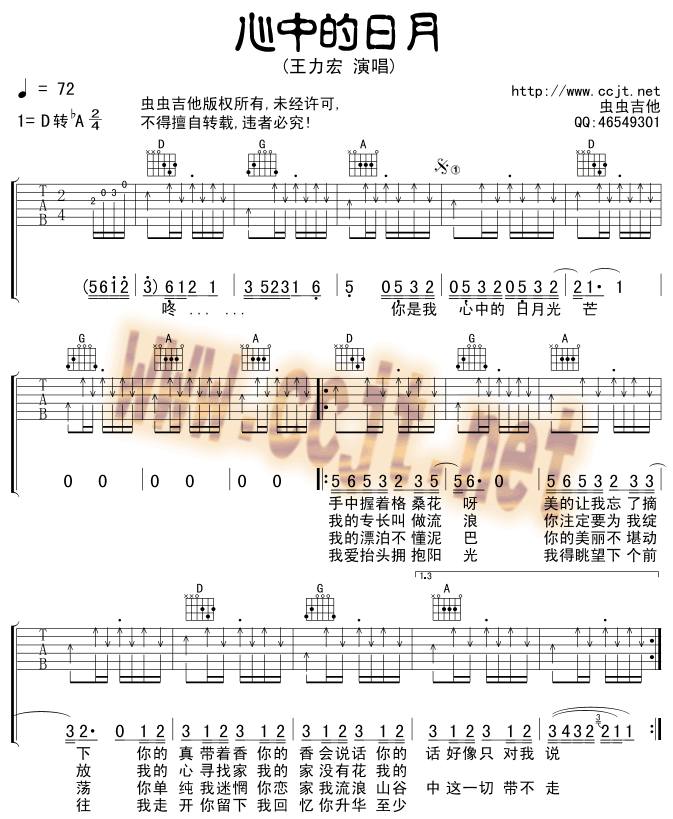 心中的日月
(王力宏 演唱)
♩ = 72
1= D 转 ♭A 2/4
虫虫吉他版权所有,未经许可,
不得擅自转载,违者必究!
http://www.ccjt.net
虫虫吉他
QQ:46549301
D G A D
T A B 2 4 2 0 3 0
(5 6 1 2 3) 6 1 2 1 3 5 2 3 1 6 5 0 5 3 2 0 5 3 2 0 5 3 2 2 1· 1
咚 ... ... 你是我 心中的 日月光 芒
G A A D G A
T A B
www.ccjt.net
0 0 0 0 0 0 5 6 5 3 2 3 5 5 6· 0 5 6 5 3 2 3 3
手中握着格 桑花 呀 美的让我忘 了摘
我的专长叫 做流 浪 你注定要为 我绽
我的漂泊不 懂泥 巴 你的美丽不 堪动
我爱抬头拥 抱阳 光 我得眺望下 个前
1.3
D G A
T A B
3 2· 0 1 2 3 1 2 3 1 2 3 1 2 3 1 2 3 1 2 3 1 2 3 4 3 2 3 2 1 1
下 你的 真带着香你的 香会说话你的 话好像只 对我 说
放 我的 心寻找家我的 家没有花
荡 你单 纯我迷惘你恋 家我流浪山谷 中这一切 带不 走
往 我走 开你留下我回 忆你升华至少